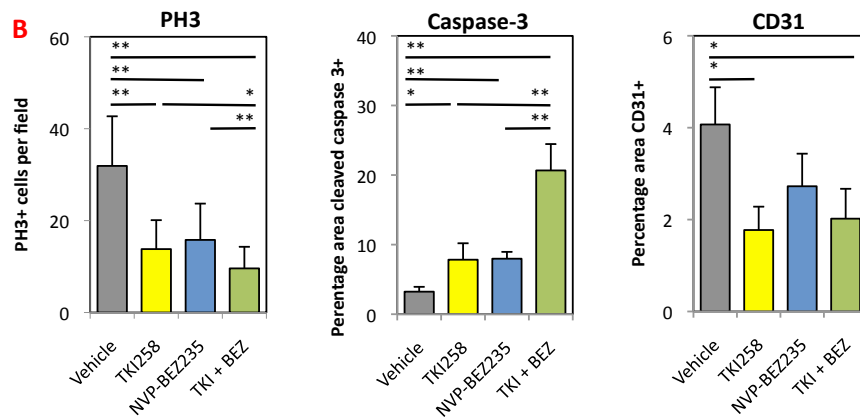 B
PH3
PH3+ cells per field
60
40
20
0
**
**
**
*
**
Vehicle
TKI258
NVP-BEZ235
TKI + BEZ
Caspase-3
Perentage area cleaved caspase 3+
40
30
20
10
0
**
**
*
**
**
Vehicle
TKI258
NVP-BEZ235
TKI + BEZ
CD31
Percentage area CD31+
6
4
2
0
*
*
Vehicle
TKI258
NVP-BEZ235
TKI + BEZ